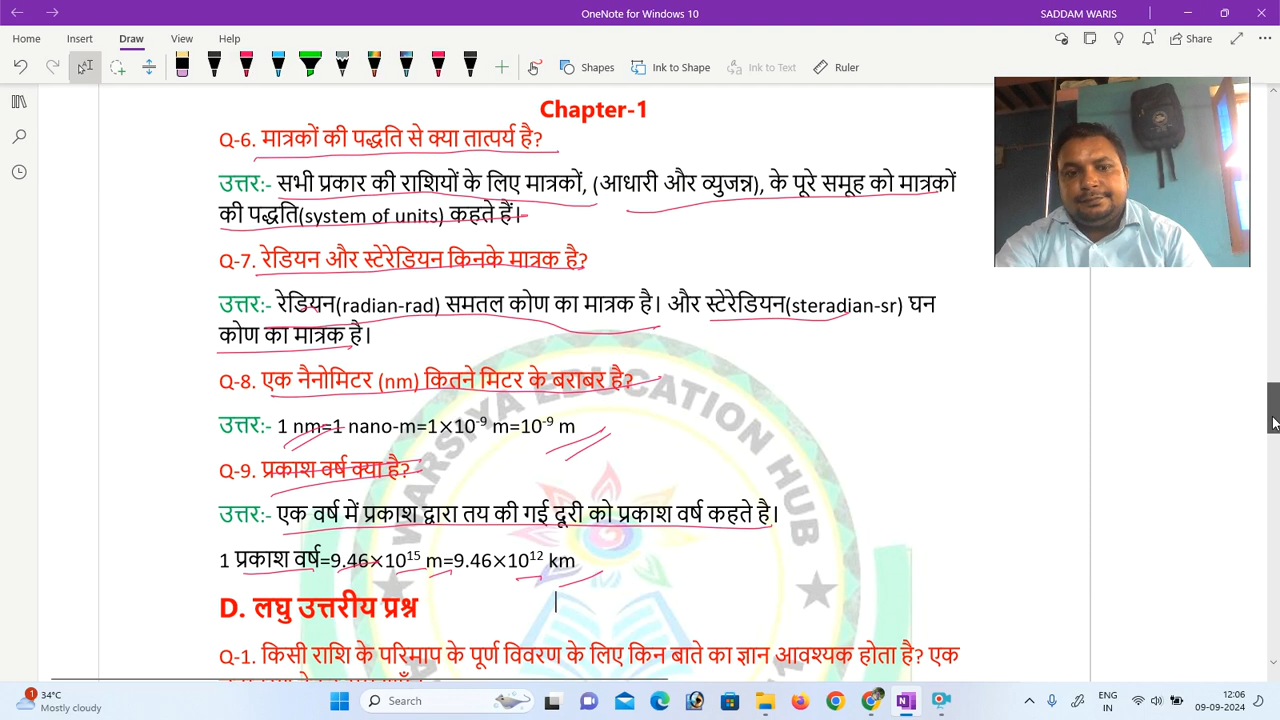 OneNote for Windows 10
SADDAM WARIS
Home Insert Draw View Help
Share
Shapes Ink to Shape Ink to Text Ruler
Chapter-1
Q-6. मात्रकों की पद्धति से क्या तात्पर्य है?
उत्तर:- सभी प्रकार की राशियों के लिए मात्रकों, (आधारी और व्युजन्न), के पूरे समूह को मात्रकों
की पद्धति(system of units) कहते हैं।
Q-7. रेडियन और स्टेरेडियन किनके मात्रक है?
उत्तर:- रेडियन(radian-rad) समतल कोण का मात्रक है। और स्टेरेडियन(steradian-sr) घन
कोण का मात्रक है।
Q-8. एक नैनोमिटर (nm) कितने मिटर के बराबर है?
उत्तर:- 1 nm=1 nano-m=1×10⁻⁹ m=10⁻⁹ m
Q-9. प्रकाश वर्ष क्या है?
उत्तर:- एक वर्ष में प्रकाश द्वारा तय की गई दूरी को प्रकाश वर्ष कहते है।
1 प्रकाश वर्ष=9.46×10¹⁵ m=9.46×10¹² km
D. लघु उत्तरीय प्रश्न
Q-1. किसी राशि के परिमाप के पूर्ण विवरण के लिए किन बाते का ज्ञान आवश्यक होता है? एक
WARSIYA EDUCATION HUB
34°C
Mostly cloudy
Search
ENG
IN
12:06
09-09-2024